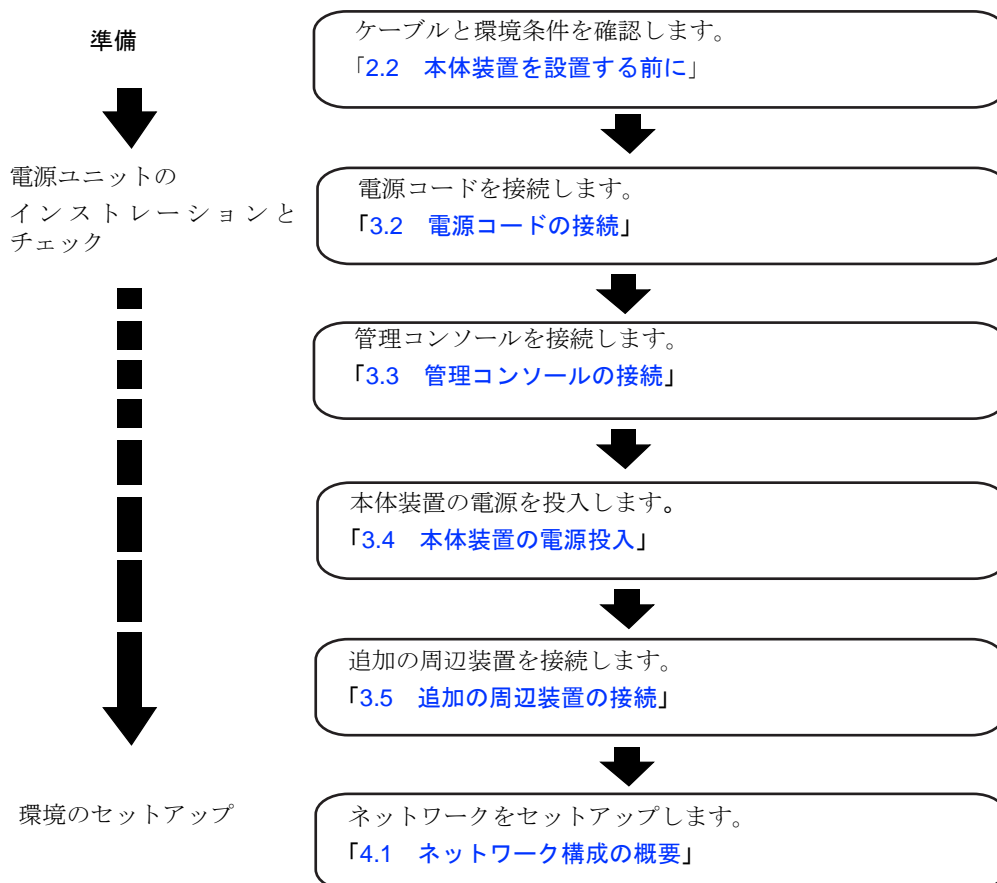 準備
ケーブルと環境条件を確認します。
「2.2　本体装置を設置する前に」
電源ユニットの
インストレーションと
チェック
電源コードを接続します。
「3.2　電源コードの接続」
管理コンソールを接続します。
「3.3　管理コンソールの接続」
本体装置の電源を投入します。
「3.4　本体装置の電源投入」
追加の周辺装置を接続します。
「3.5　追加の周辺装置の接続」
環境のセットアップ
ネットワークをセットアップします。
「4.1　ネットワーク構成の概要」